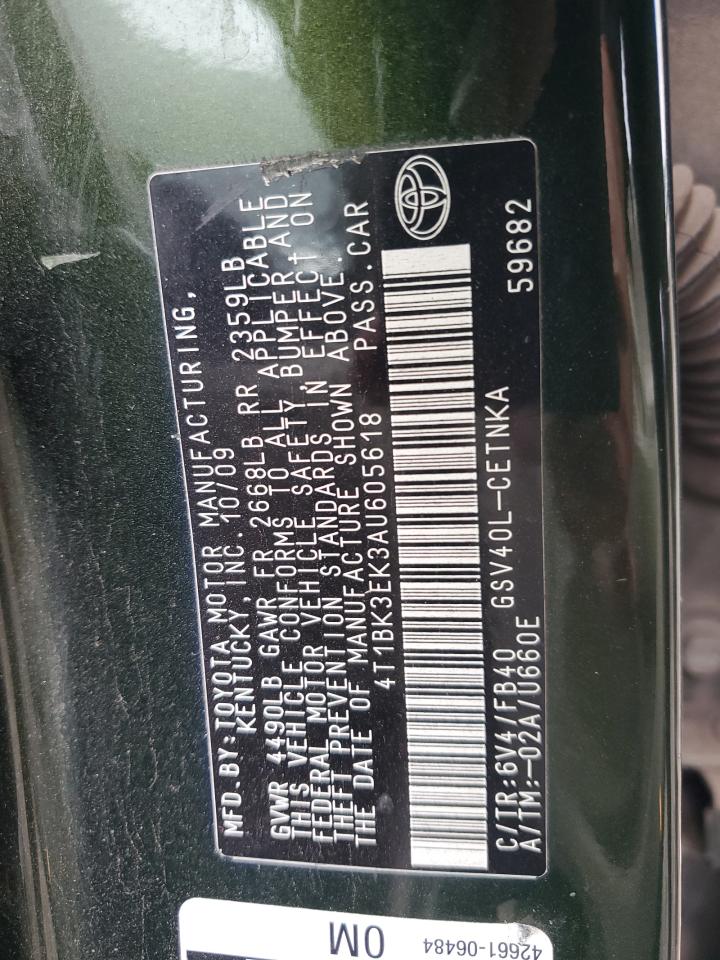 MFD.BY:TOYOTA MOTOR MANUFACTURING,
KENTUCKY, INC. 10/09
GVWR 4490LB GAWR FR 2668LB RR 2359LB
THIS VEHICLE CONFORMS TO ALL APPLICABLE
FEDERAL MOTOR VEHICLE SAFETY, BUMPER, AND
THEFT PREVENTION STANDARDS IN EFFECT ON
THE DATE OF MANUFACTURE SHOWN ABOVE.
4T1BK3EK3AU605618 PASS.CAR
C/TR:6V4/FB40 GSV40L-CETNKA
A/TM:-02A/U660E 59682
42661-06484
0M